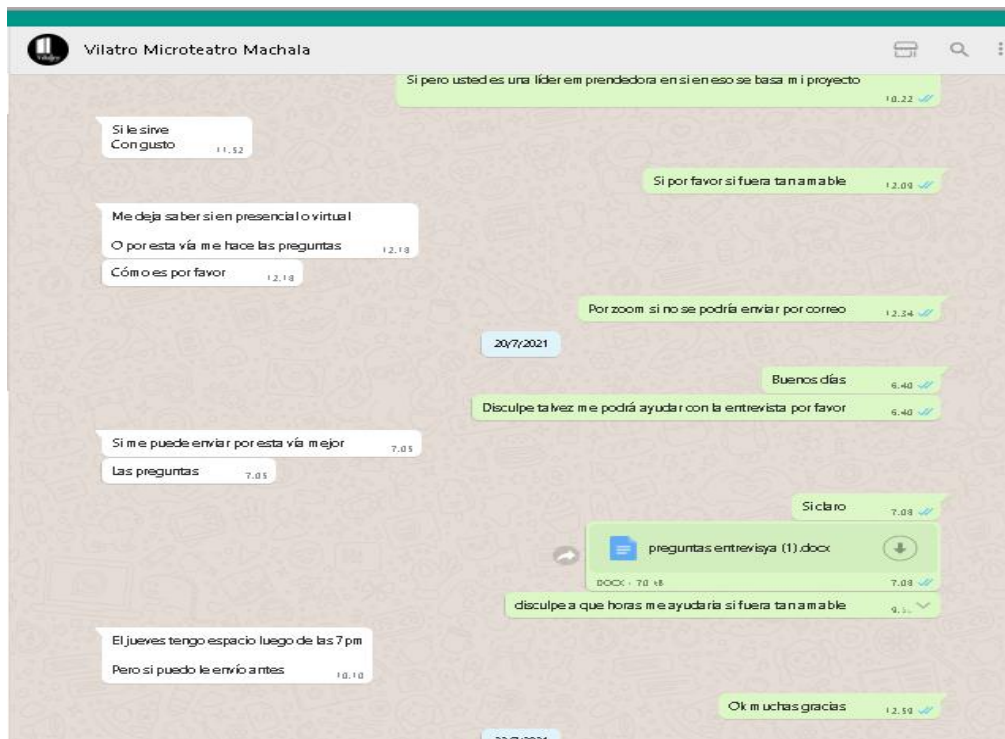 Vilatro Microteatro Machala
Si pero usted es una líder emprendedora en si en eso se basa mi proyecto
10.22
Si le sirve
Con gusto
11.52
Si por favor si fuera tan amable
12.09
Me deja saber si en presencial o virtual
O por esta vía me hace las preguntas
12.18
Cómo es por favor
12.18
Por zoom si no se podría enviar por correo
12.34
20/7/2021
Buenos días
6.40
Disculpe talvez me podrá ayudar con la entrevista por favor
6.40
Si me puede enviar por esta vía mejor
7.05
Las preguntas
7.05
Si claro
7.08
preguntas entrevisya (1).docx
DOCX · 70 kB
7.08
disculpe a que horas me ayudaria si fuera tan amable
El jueves tengo espacio luego de las 7 pm
Pero si puedo le envío antes
10.10
Ok muchas gracias
12.59